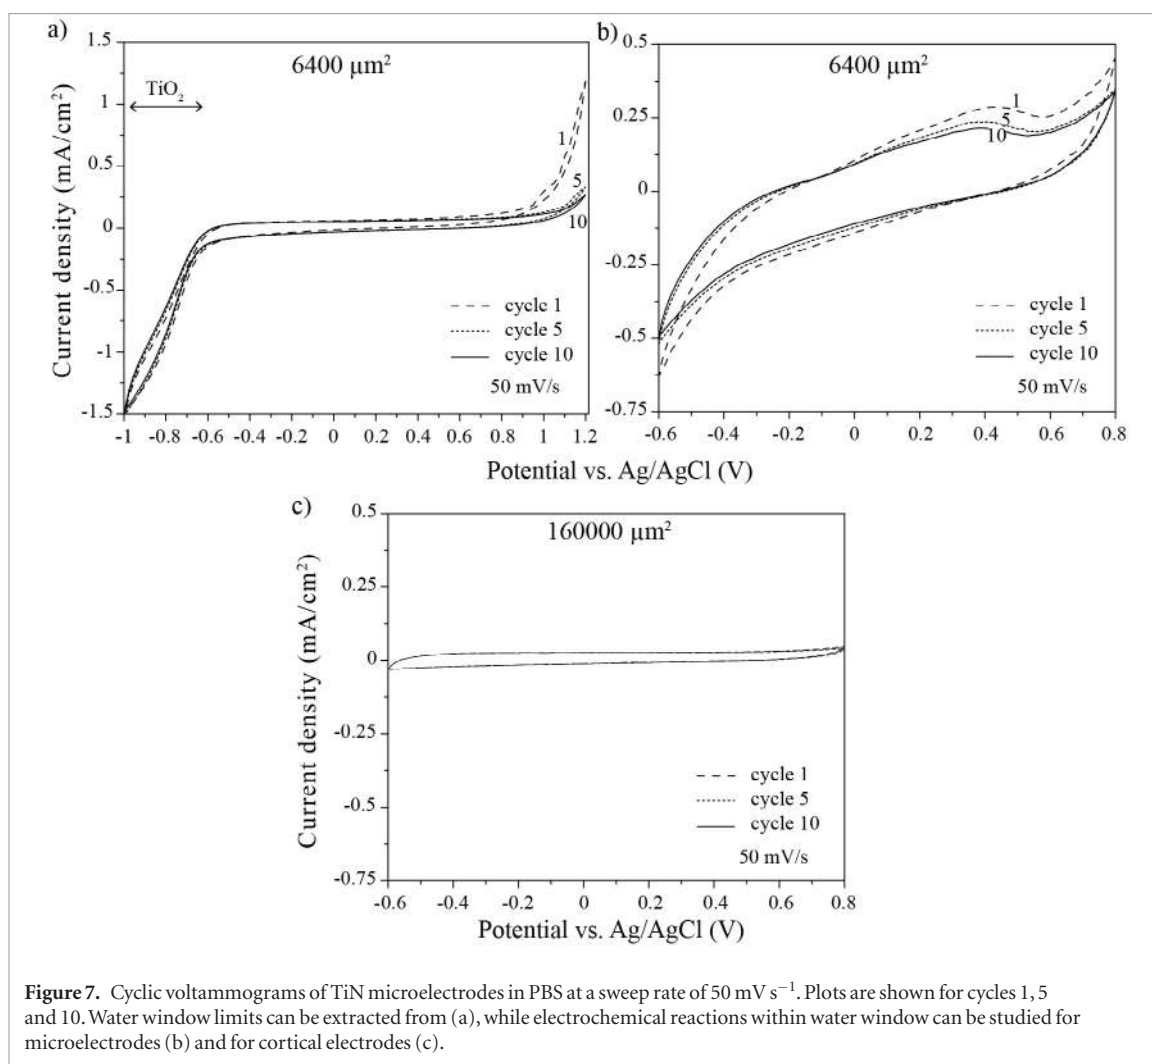 a)
6400 µm²
TiO₂
1.5
1
0.5
0
-0.5
-1
-1.5
1
5
10
cycle 1
cycle 5
cycle 10
50 mV/s
-1 -0.8 -0.6 -0.4 -0.2 0 0.2 0.4 0.6 0.8 1 1.2
Current density (mA/cm²)
b)
6400 µm²
0.5
0.25
0
-0.25
-0.5
-0.75
1
5
10
cycle 1
cycle 5
cycle 10
50 mV/s
-0.6 -0.4 -0.2 0 0.2 0.4 0.6 0.8
Potential vs. Ag/AgCl (V)
c)
160000 µm²
0.5
0.25
0
-0.25
-0.5
-0.75
Current density (mA/cm²)
cycle 1
cycle 5
cycle 10
50 mV/s
-0.6 -0.4 -0.2 0 0.2 0.4 0.6 0.8
Potential vs. Ag/AgCl (V)
Figure 7. Cyclic voltammograms of TiN microelectrodes in PBS at a sweep rate of 50 mV s⁻¹. Plots are shown for cycles 1, 5
and 10. Water window limits can be extracted from (a), while electrochemical reactions within water window can be studied for
microelectrodes (b) and for cortical electrodes (c).